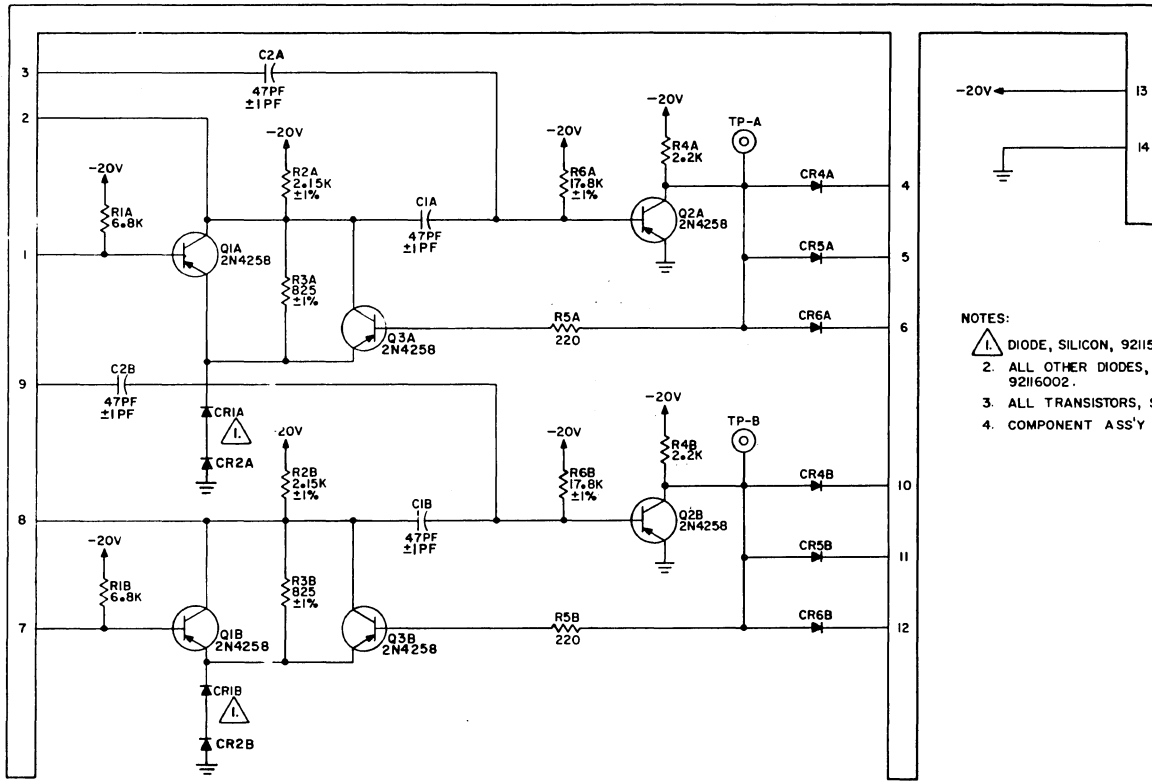 C2A
3
47PF
±1PF
-20V
13
2
-20V
TP-A
-20V
-20V
R4A
2.2K
14
-20V
R2A
2.15K
±1%
R6A
17.8K
±1%
CR4A
4
R1A
6.8K
C1A
47PF
±1PF
Q2A
2N4258
1
Q1A
2N4258
CR5A
5
R3A
825
±1%
R5A
220
CR6A
6
Q3A
2N4258
NOTES:
1. DIODE, SILICON, 92115
2. ALL OTHER DIODES,
92116002.
3. ALL TRANSISTORS, S
4. COMPONENT ASS'Y
C2B
9
47PF
±1PF
-20V
CR1A
1.
TP-B
-20V
-20V
R4B
2.2K
CR2A
R2B
2.15K
±1%
R6B
17.8K
±1%
CR4B
10
C1B
8
47PF
±1PF
Q2B
2N4258
-20V
CR5B
11
R1B
6.8K
R3B
825
±1%
R5B
220
CR6B
12
7
Q1B
2N4258
Q3B
2N4258
CR1B
1.
CR2B